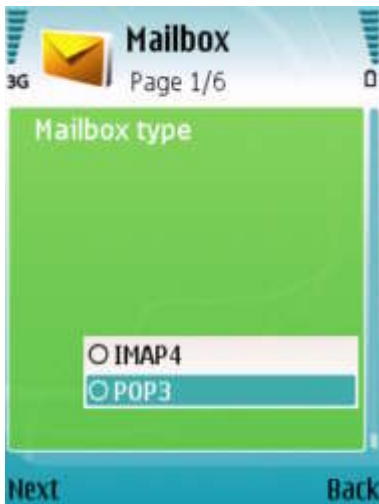 Mailbox
3G
Page 1/6
Mailbox type
IMAP4
POP3
Next
Back